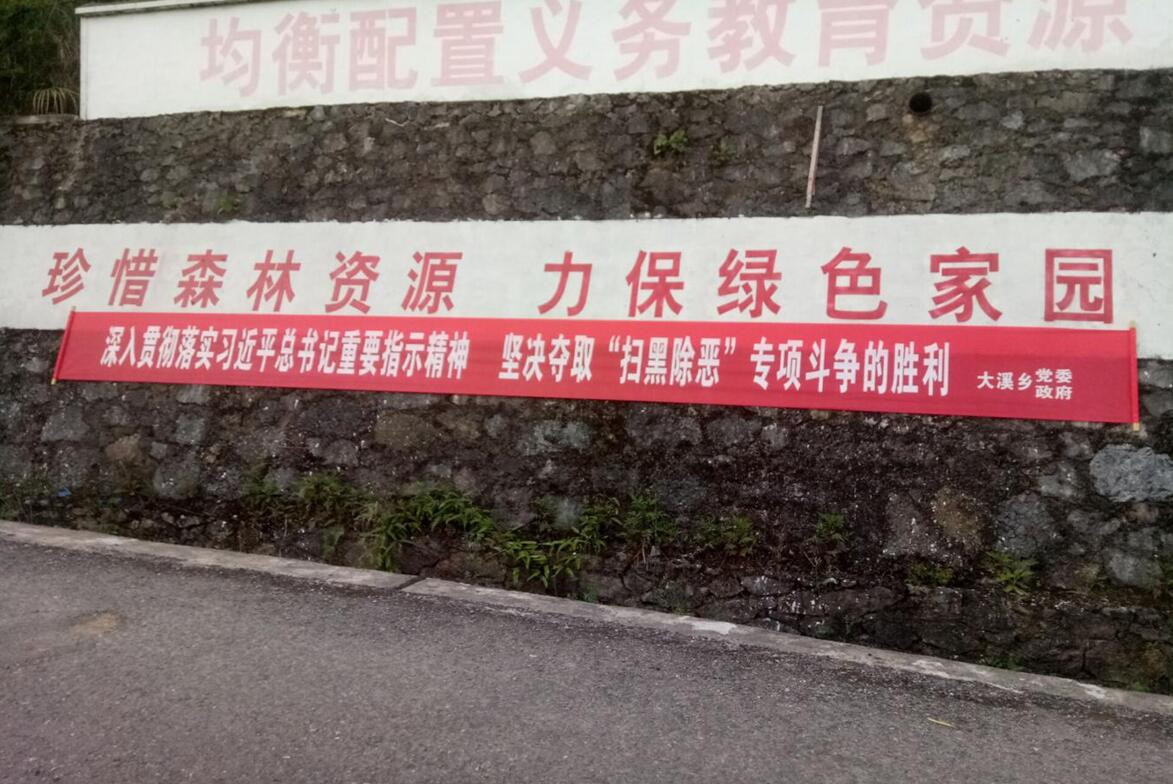 均衡配置义务教育资源
珍惜森林资源 力保绿色家园
深入贯彻落实习近平总书记重要指示精神 坚决夺取“扫黑除恶”专项斗争的胜利 大溪乡党委
政府